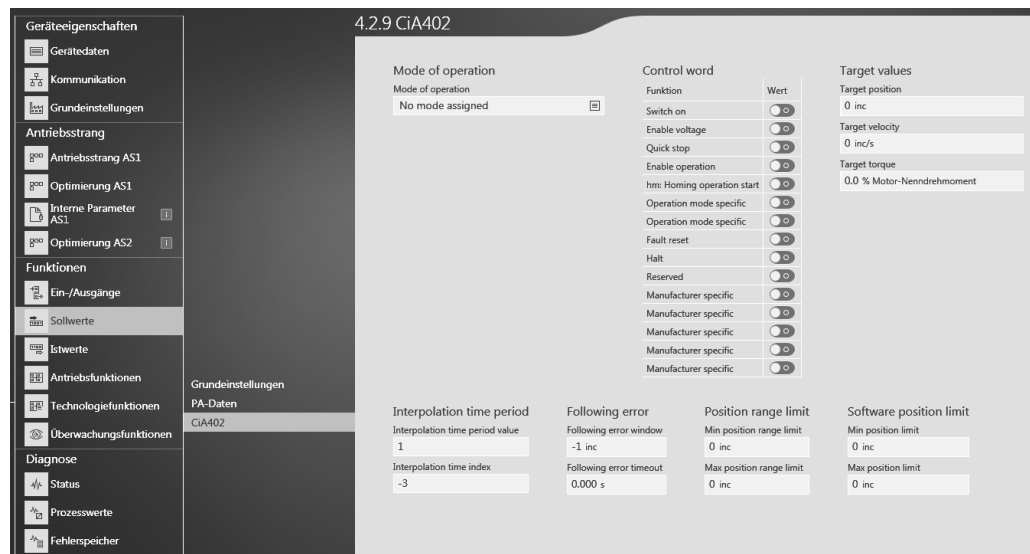 Geräteeigenschaften
Gerätedaten
Kommunikation
Grundeinstellungen
Antriebsstrang
Antriebsstrang AS1
Optimierung AS1
Interne Parameter
AS1
Optimierung AS2
Funktionen
Ein-/Ausgänge
Sollwerte
Istwerte
Antriebsfunktionen
Technologiefunktionen
Überwachungsfunktionen
Diagnose
Status
Prozesswerte
Fehlerspeicher
Grundeinstellungen
PA-Daten
CiA402
4.2.9 CiA402
Mode of operation
Mode of operation
No mode assigned
Control word
Funktion Wert
Switch on
Enable voltage
Quick stop
Enable operation
hm: Homing operation start
Operation mode specific
Operation mode specific
Fault reset
Halt
Reserved
Manufacturer specific
Manufacturer specific
Manufacturer specific
Manufacturer specific
Manufacturer specific
Target values
Target position
0 inc
Target velocity
0 inc/s
Target torque
0.0 % Motor-Nenndrehmoment
Interpolation time period
Interpolation time period value
1
Interpolation time index
-3
Following error
Following error window
-1 inc
Following error timeout
0.000 s
Position range limit
Min position range limit
0 inc
Max position range limit
0 inc
Software position limit
Min position limit
0 inc
Max position limit
0 inc